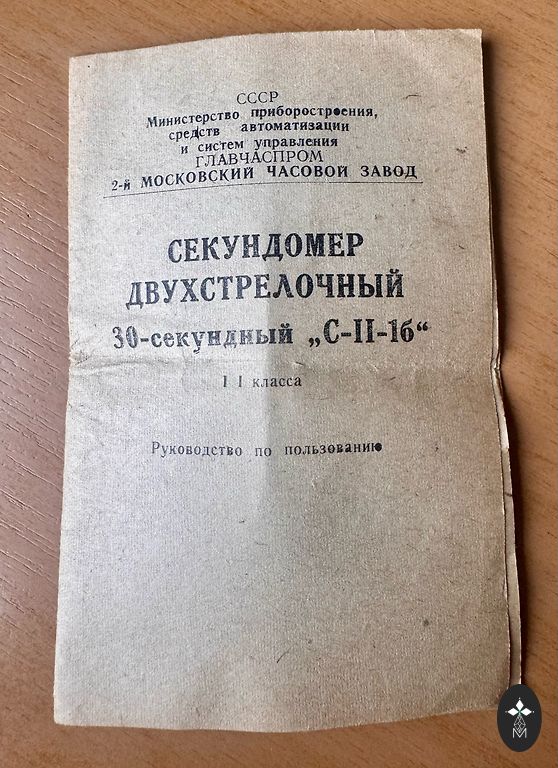 СССР
Министерство приборостроения,
средств автоматизации
и систем управления
ГЛАВЧАСПРОМ
2-й МОСКОВСКИЙ ЧАСОВОЙ ЗАВОД
СЕКУНДОМЕР
ДВУХСТРЕЛОЧНЫЙ
30-секундный „С-II-1б“
II класса
Руководство по пользованию
М